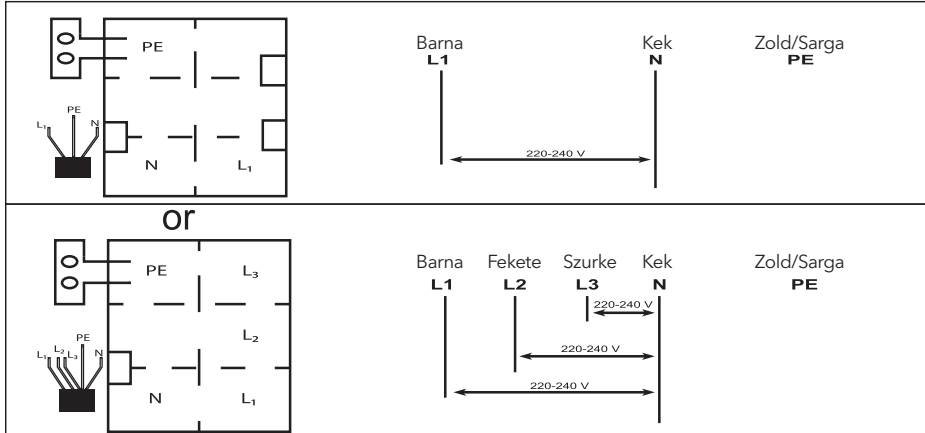 PE
L₁ PE N
N L₁
Barna Kek Zold/Sarga
L1 N PE
220-240 V
or
PE L₃
L₂
L₁ L₂ L₃ PE N
N L₁
Barna Fekete Szurke Kek Zold/Sarga
L1 L2 L3 N PE
220-240 V
220-240 V
220-240 V